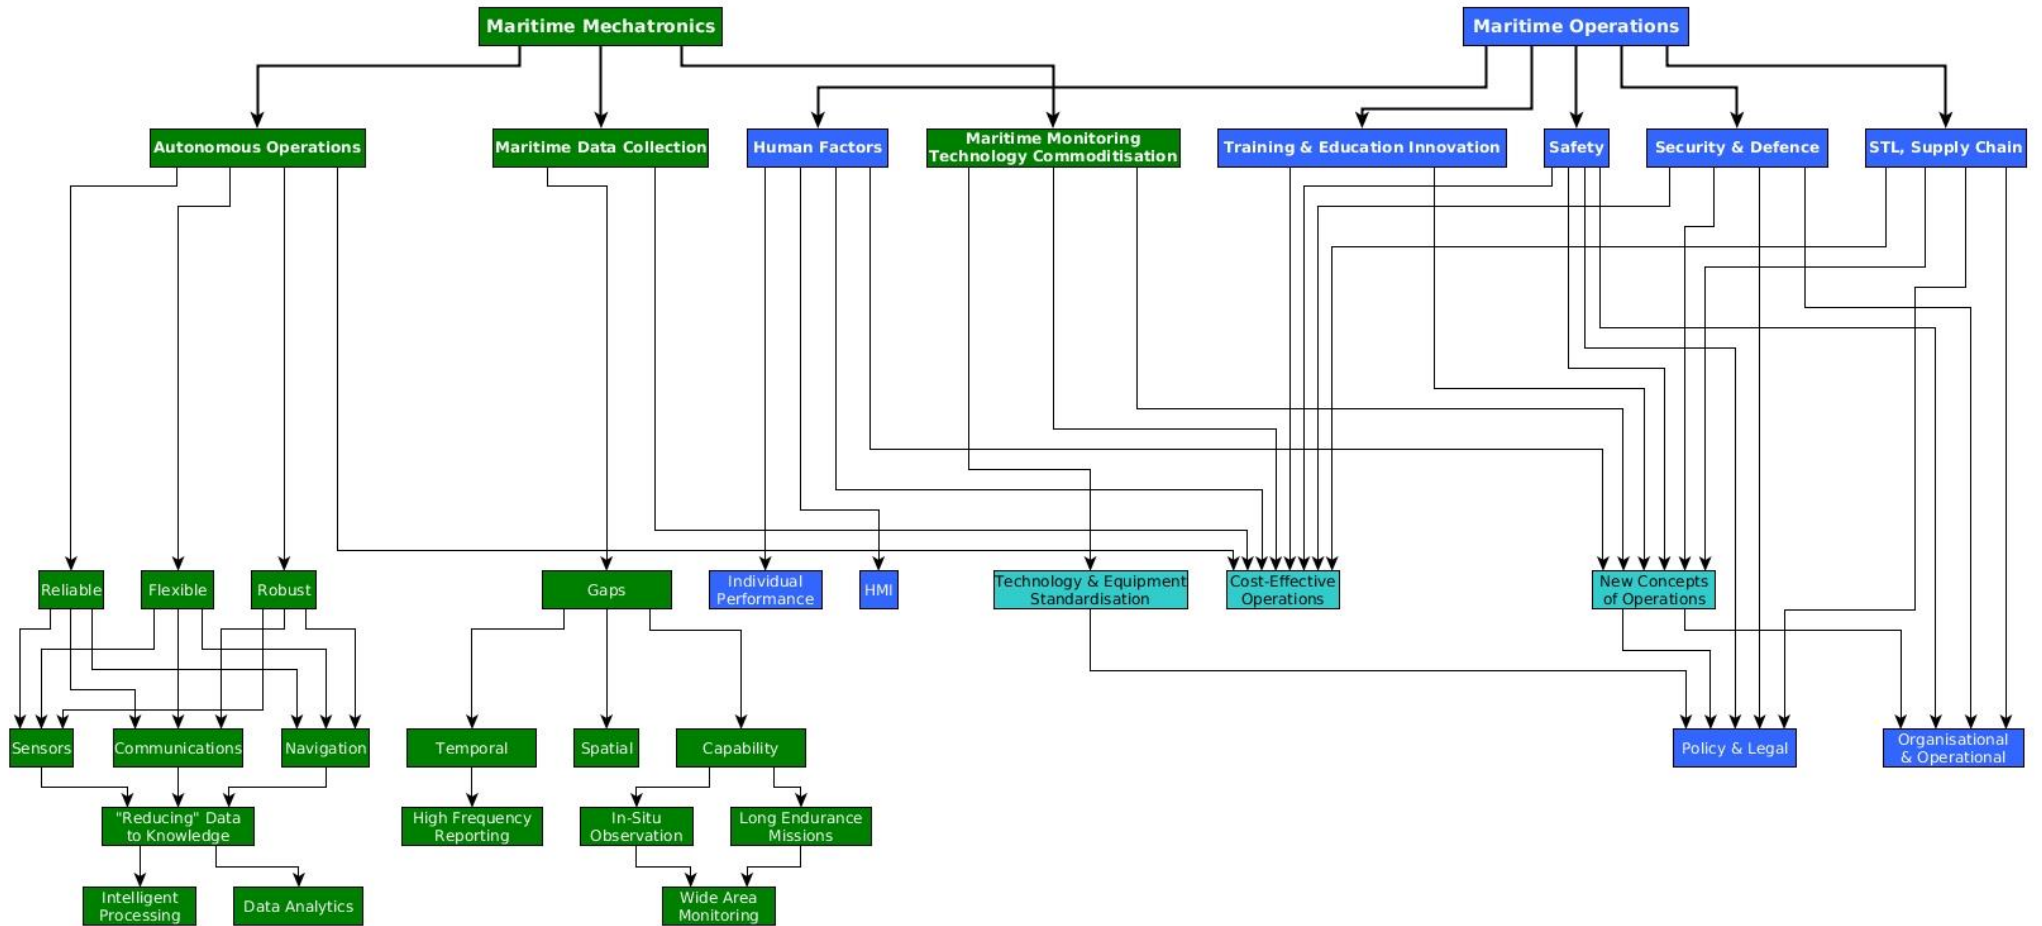 Maritime Mechatronics
Maritime Operations
Autonomous Operations
Maritime Data Collection
Human Factors
Maritime Monitoring
Technology Commoditisation
Training & Education Innovation
Safety
Security & Defence
STL, Supply Chain
Reliable
Flexible
Robust
Gaps
Individual
Performance
HMI
Technology & Equipment
Standardisation
Cost-Effective
Operations
New Concepts
of Operations
Sensors
Communications
Navigation
Temporal
Spatial
Capability
Policy & Legal
Organisational
& Operational
"Reducing" Data
to Knowledge
High Frequency
Reporting
In-Situ
Observation
Long Endurance
Missions
Intelligent
Processing
Data Analytics
Wide Area
Monitoring